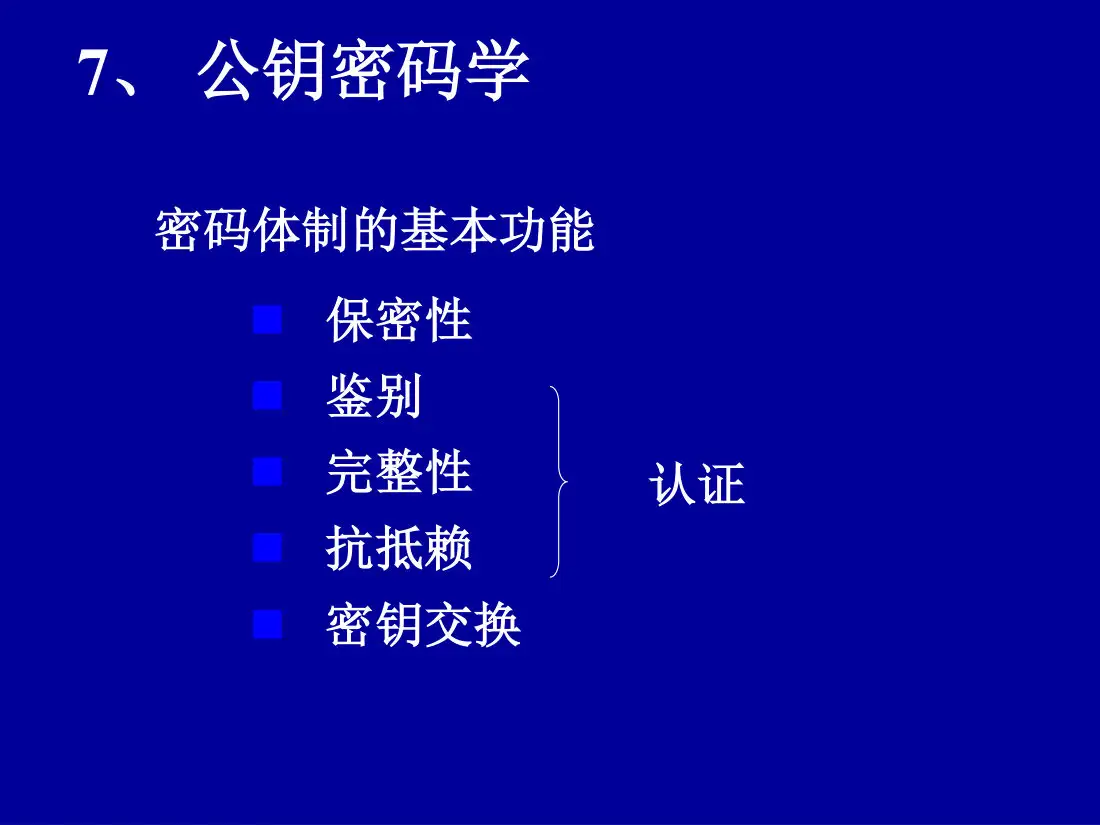 7、 公钥密码学
密码体制的基本功能
保密性
鉴别
完整性
抗抵赖
认证
密钥交换